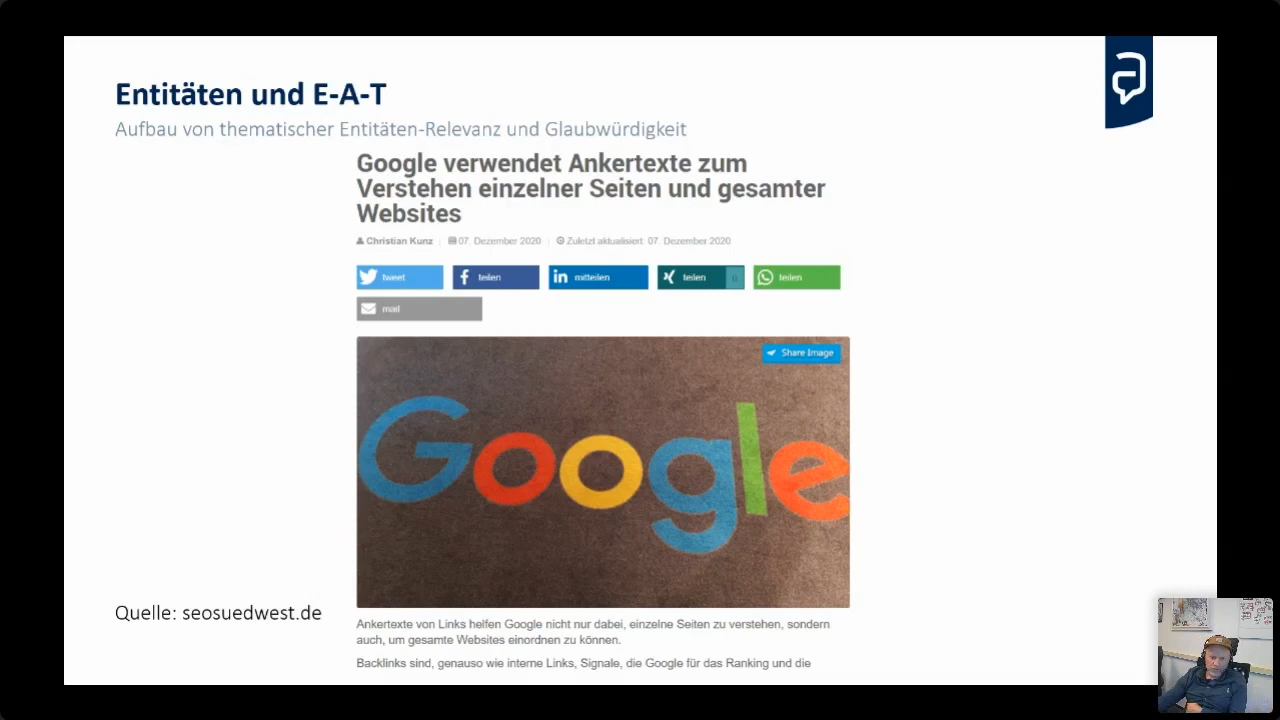 Entitäten und E-A-T
Aufbau von thematischer Entitäten-Relevanz und Glaubwürdigkeit
Google verwendet Ankertexte zum
Verstehen einzelner Seiten und gesamter
Websites
Christian Kunz | 07. Dezember 2020 | Zuletzt aktualisiert: 07. Dezember 2020
tweet
teilen
mitteilen
teilen
0
teilen
mail
Share Image
Google
Quelle: seosuedwest.de
Ankertexte von Links helfen Google nicht nur dabei, einzelne Seiten zu verstehen, sondern
auch, um gesamte Websites einordnen zu können.
Backlinks sind, genauso wie interne Links, Signale, die Google für das Ranking und die